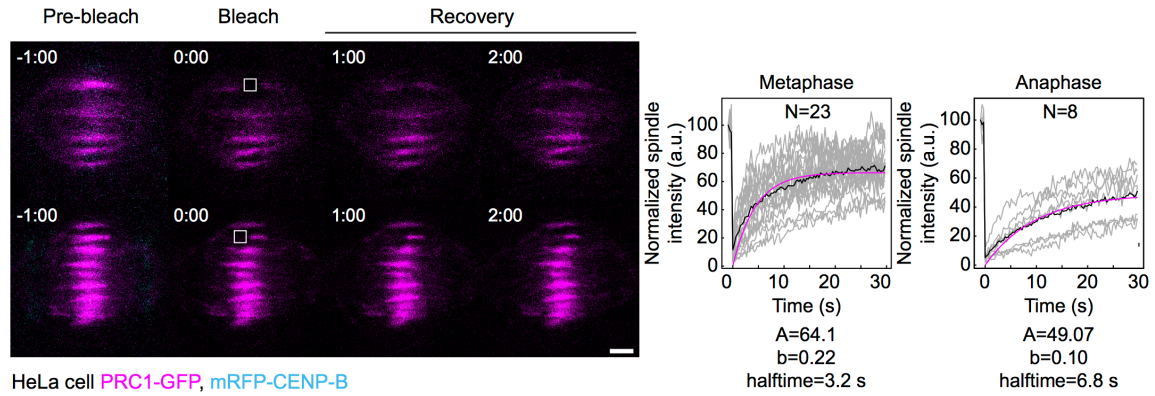 Pre-bleach Bleach Recovery
-1:00 0:00 1:00 2:00
-1:00 0:00 1:00 2:00
HeLa cell PRC1-GFP, mRFP-CENP-B
Metaphase
N=23
Normalized spindle
intensity (a.u.)
100
80
60
40
20
0
0 10 20 30
Time (s)
A=64.1
b=0.22
halftime=3.2 s
Anaphase
N=8
Normalized spindle
intensity (a.u.)
100
80
60
40
20
0
0 10 20 30
Time (s)
A=49.07
b=0.10
halftime=6.8 s